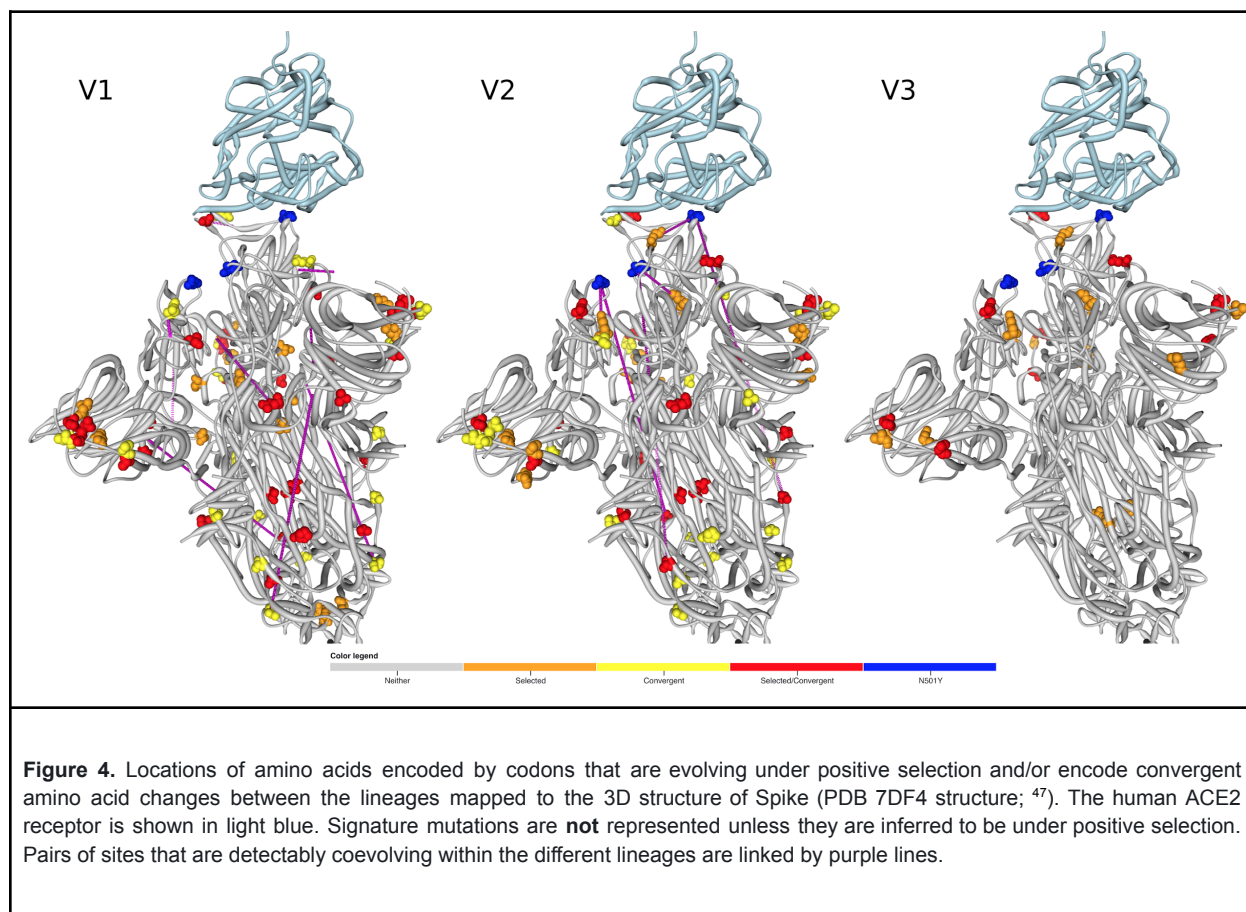 V1
V2
V3
Color legend
Neither
Selected
Convergent
Selected/Convergent
N501Y
Figure 4. Locations of amino acids encoded by codons that are evolving under positive selection and/or encode convergent
amino acid changes between the lineages mapped to the 3D structure of Spike (PDB 7DF4 structure; 47). The human ACE2
receptor is shown in light blue. Signature mutations are not represented unless they are inferred to be under positive selection.
Pairs of sites that are detectably coevolving within the different lineages are linked by purple lines.